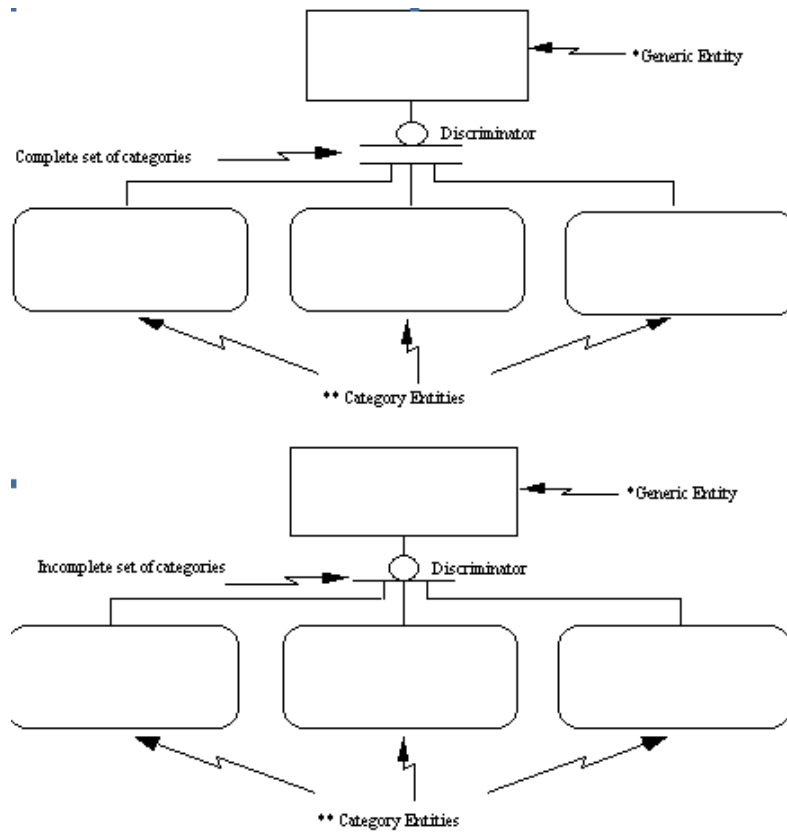 *Generic Entity
Discriminator
Complete set of categories
** Category Entities
*Generic Entity
Incomplete set of categories
Discriminator
** Category Entities